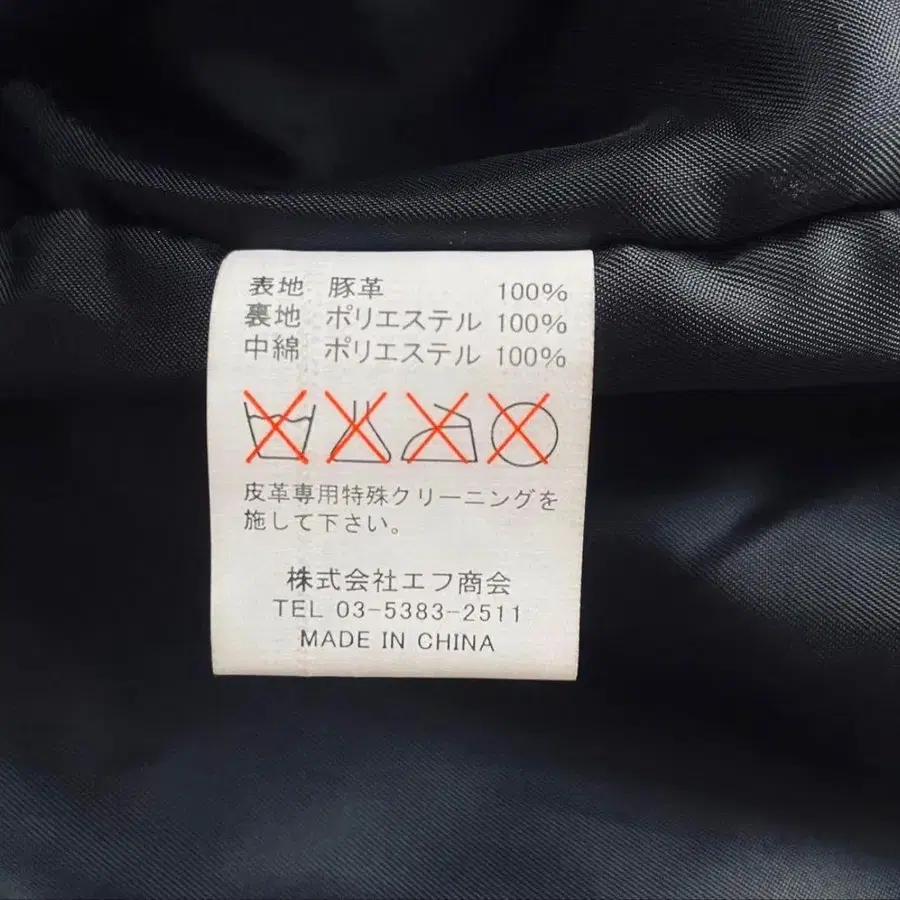 表地 豚革 100%
裏地 ポリエステル 100%
中綿 ポリエステル 100%
皮革専用特殊クリーニングを
施して下さい。
株式会社エフ商会
TEL 03-5383-2511
MADE IN CHINA